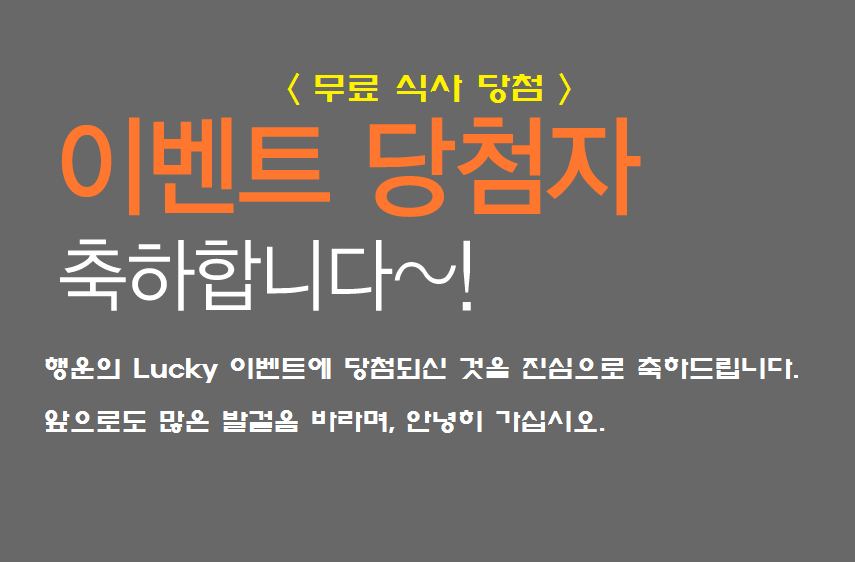 < 무료 식사 당첨 >
이벤트 당첨자
축하합니다~!
행운의 Lucky 이벤트에 당첨되신 것을 진심으로 축하드립니다.
앞으로도 많은 발걸음 바라며, 안녕히 가십시오.